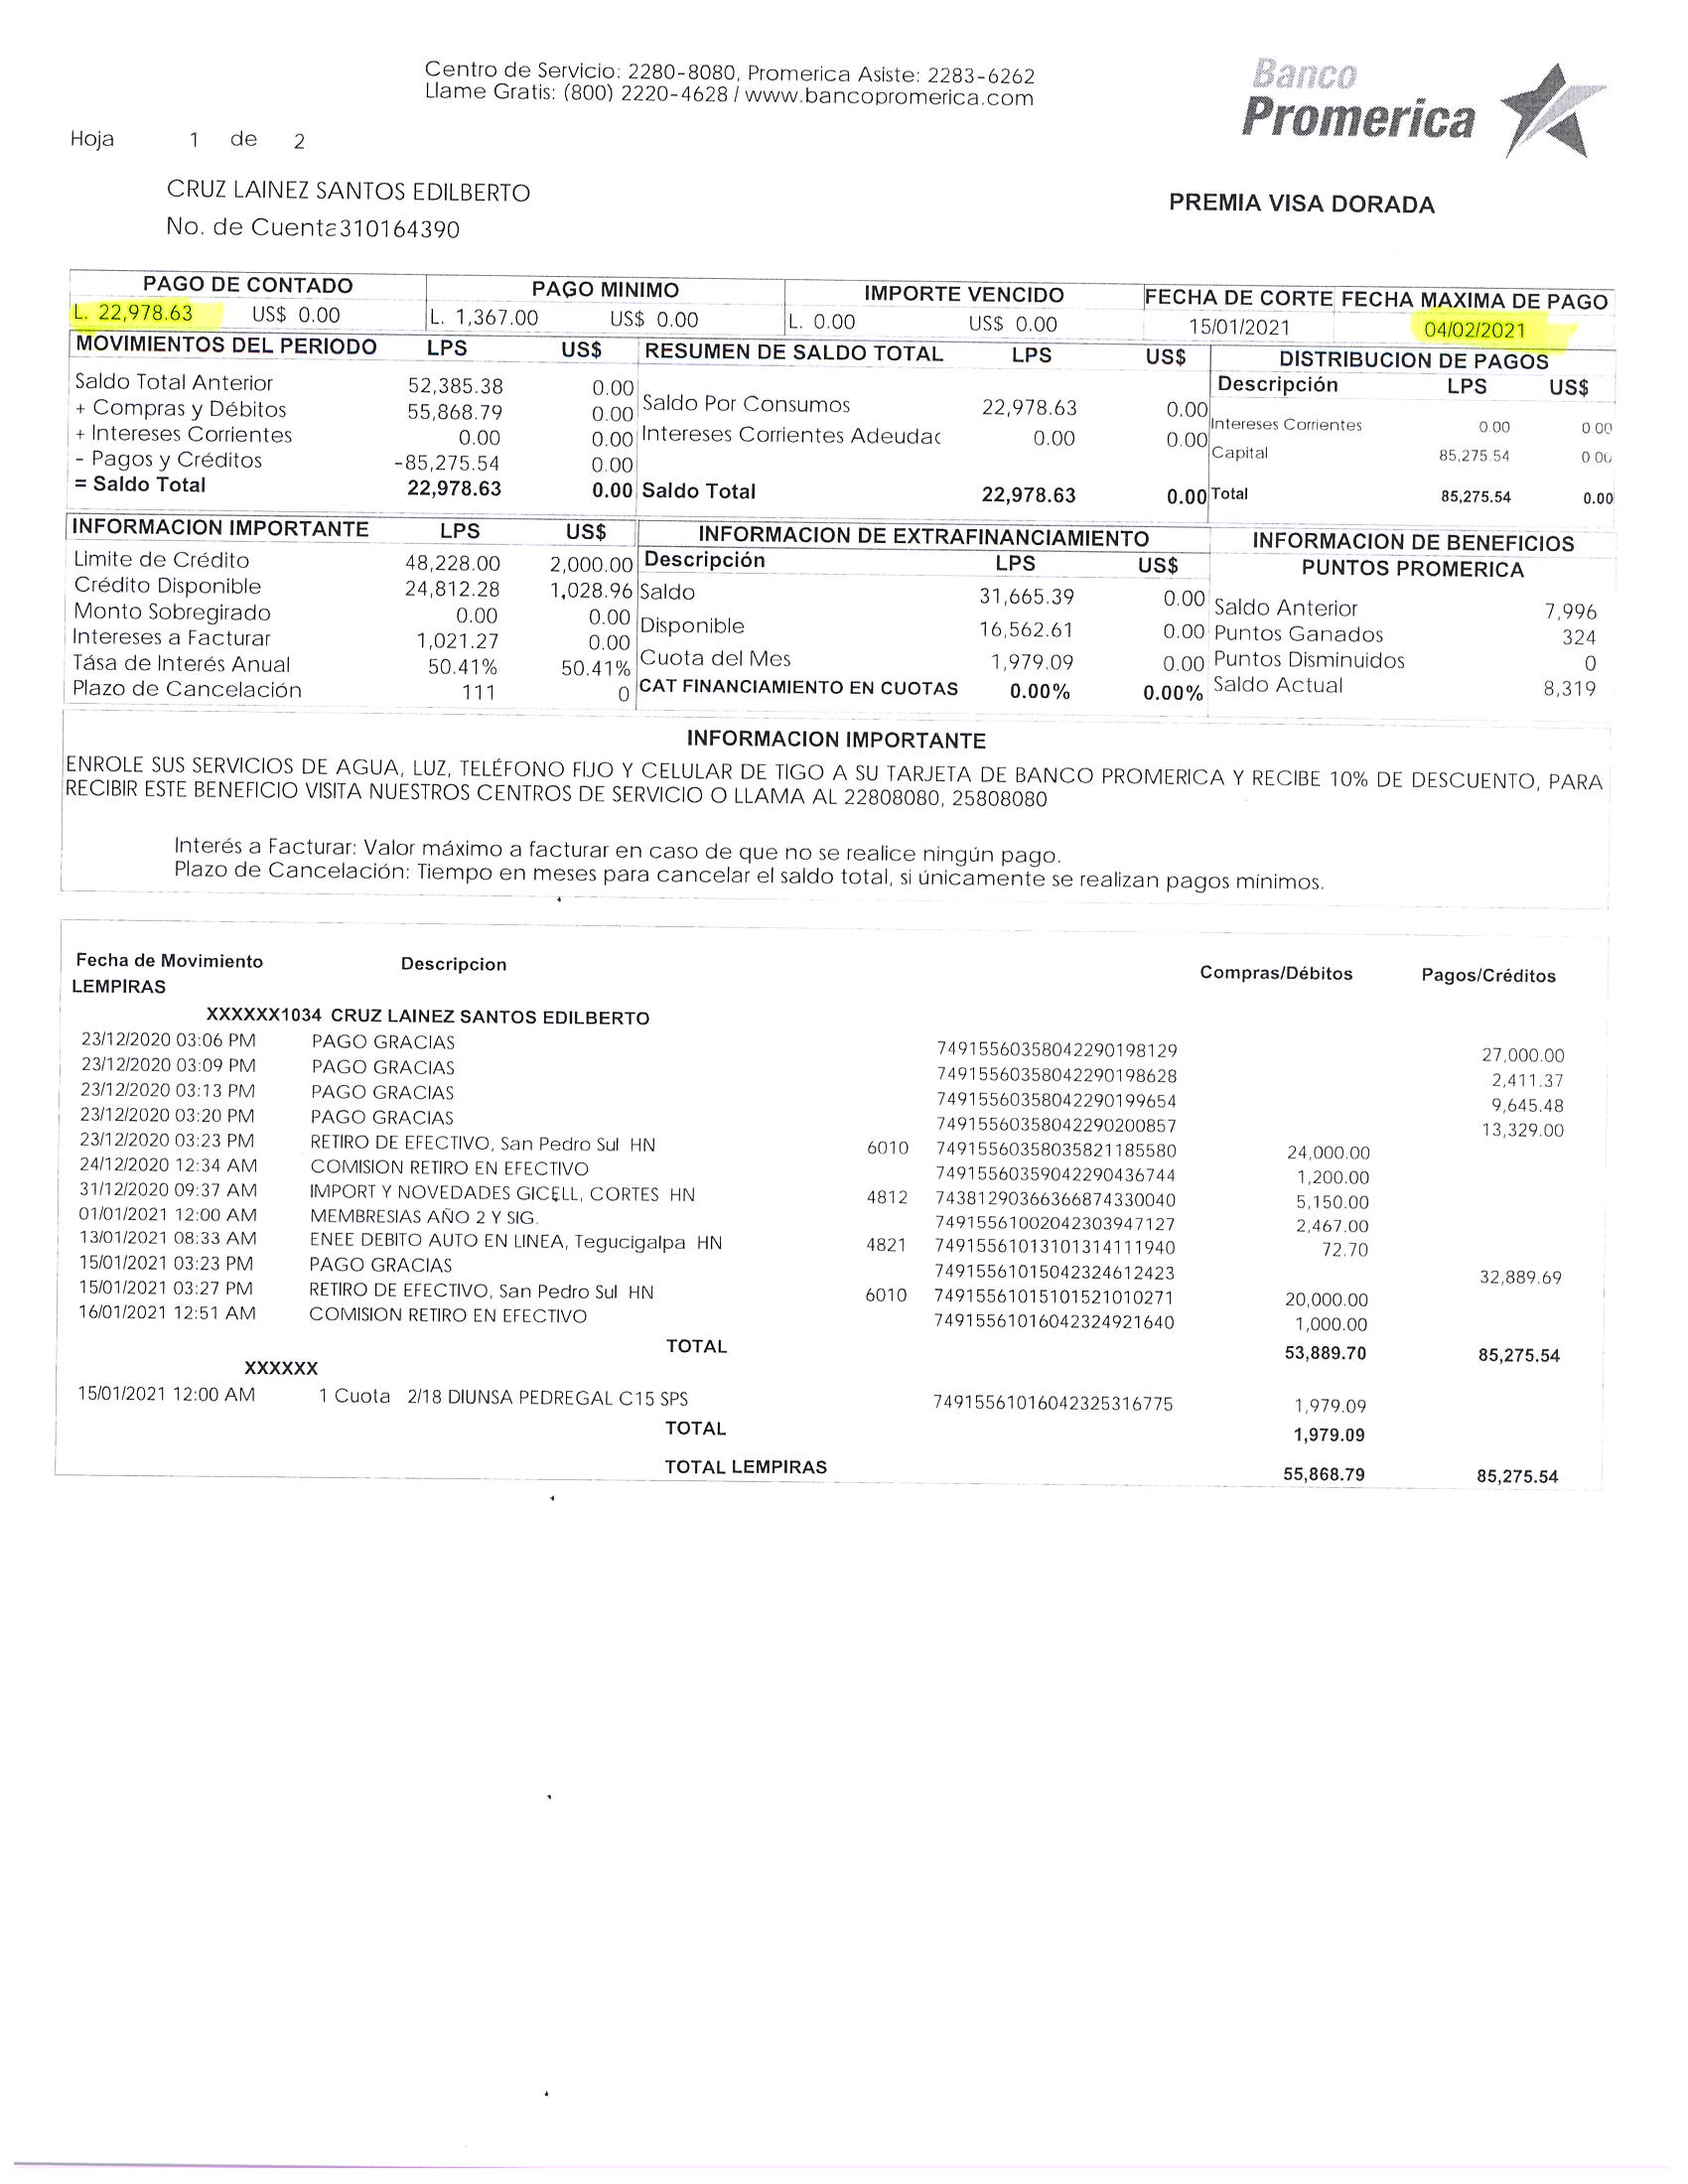 Centro de Servicio: 2280-8080, Promerica Asiste: 2283-6262
Llame Gratis: (800) 2220-4628 / www.bancopromerica.com
Banco
Promerica
Hoja 1 de 2
CRUZ LAINEZ SANTOS EDILBERTO
PREMIA VISA DORADA
No. de Cuenta310164390
PAGO DE CONTADO PAGO MINIMO IMPORTE VENCIDO FECHA DE CORTE FECHA MAXIMA DE PAGO
L. 22,978.63 US$ 0.00 L. 1,367.00 US$ 0.00 L. 0.00 US$ 0.00 15/01/2021 04/02/2021
MOVIMIENTOS DEL PERIODO LPS US$
Saldo Total Anterior 52,385.38 0.00
+ Compras y Débitos 55,868.79 0.00
+ Intereses Corrientes 0.00 0.00
- Pagos y Créditos -85,275.54 0.00
= Saldo Total 22,978.63 0.00
RESUMEN DE SALDO TOTAL LPS US$
Saldo Por Consumos 22,978.63 0.00
Intereses Corrientes Adeudac 0.00 0.00
Saldo Total 22,978.63 0.00
DISTRIBUCION DE PAGOS
Descripción LPS US$
Intereses Corrientes 0.00 0.00
Capital 85,275.54 0.00
Total 85,275.54 0.00
INFORMACION IMPORTANTE LPS US$
Limite de Crédito 48,228.00 2,000.00
Crédito Disponible 24,812.28 1,028.96
Monto Sobregirado 0.00 0.00
Intereses a Facturar 1,021.27 0.00
Tása de Interés Anual 50.41% 50.41%
Plazo de Cancelación 111 0
INFORMACION DE EXTRAFINANCIAMIENTO
Descripción LPS US$
Saldo 31,665.39 0.00
Disponible 16,562.61 0.00
Cuota del Mes 1,979.09 0.00
CAT FINANCIAMIENTO EN CUOTAS 0.00% 0.00%
INFORMACION DE BENEFICIOS
PUNTOS PROMERICA
Saldo Anterior 7,996
Puntos Ganados 324
Puntos Disminuidos 0
Saldo Actual 8,319
INFORMACION IMPORTANTE
ENROLE SUS SERVICIOS DE AGUA, LUZ, TELÉFONO FIJO Y CELULAR DE TIGO A SU TARJETA DE BANCO PROMERICA Y RECIBE 10% DE DESCUENTO, PARA
RECIBIR ESTE BENEFICIO VISITA NUESTROS CENTROS DE SERVICIO O LLAMA AL 22808080, 25808080
Interés a Facturar: Valor máximo a facturar en caso de que no se realice ningún pago.
Plazo de Cancelación: Tiempo en meses para cancelar el saldo total, si únicamente se realizan pagos mínimos.
Fecha de Movimiento Descripcion Compras/Débitos Pagos/Créditos
LEMPIRAS
XXXXXX1034 CRUZ LAINEZ SANTOS EDILBERTO
23/12/2020 03:06 PM PAGO GRACIAS 74915560358042290198129 27,000.00
23/12/2020 03:09 PM PAGO GRACIAS 74915560358042290198628 2,411.37
23/12/2020 03:13 PM PAGO GRACIAS 74915560358042290199654 9,645.48
23/12/2020 03:20 PM PAGO GRACIAS 74915560358042290200857 13,329.00
23/12/2020 03:23 PM RETIRO DE EFECTIVO, San Pedro Sul HN 6010 74915560358035821185580 24,000.00
24/12/2020 12:34 AM COMISION RETIRO EN EFECTIVO 74915560359042290436744 1,200.00
31/12/2020 09:37 AM IMPORT Y NOVEDADES GICELL, CORTES HN 4812 74381290366366874330040 5,150.00
01/01/2021 12:00 AM MEMBRESIAS AÑO 2 Y SIG. 74915561002042303947127 2,467.00
13/01/2021 08:33 AM ENEE DEBITO AUTO EN LINEA, Tegucigalpa HN 4821 74915561013101314111940 72.70
15/01/2021 03:23 PM PAGO GRACIAS 74915561015042324612423 32,889.69
15/01/2021 03:27 PM RETIRO DE EFECTIVO, San Pedro Sul HN 6010 74915561015101521010271 20,000.00
16/01/2021 12:51 AM COMISION RETIRO EN EFECTIVO 74915561016042324921640 1,000.00
TOTAL 53,889.70 85,275.54
XXXXXX
15/01/2021 12:00 AM 1 Cuota 2/18 DIUNSA PEDREGAL C15 SPS 74915561016042325316775 1,979.09
TOTAL 1,979.09
TOTAL LEMPIRAS 55,868.79 85,275.54